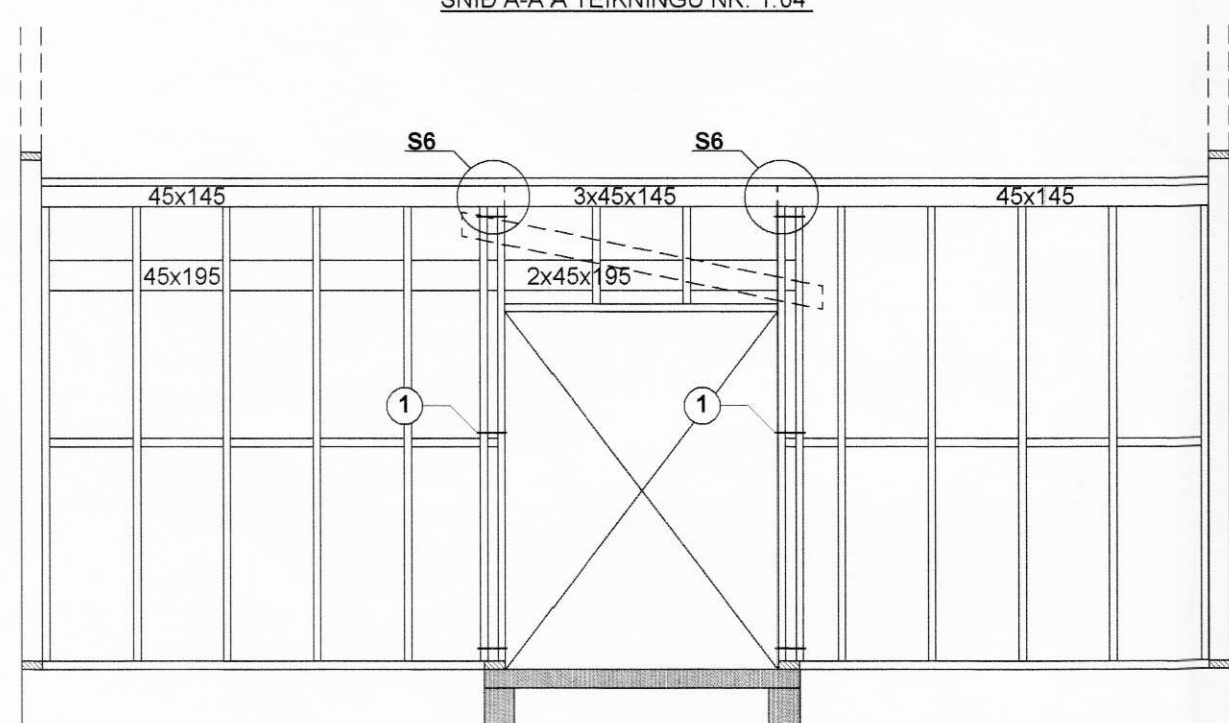 SNIÐ A-A Á TEIKNINGU NR. 1.04
S6
S6
45x145
3x45x145
45x145
45x195
2x45x195
1
1